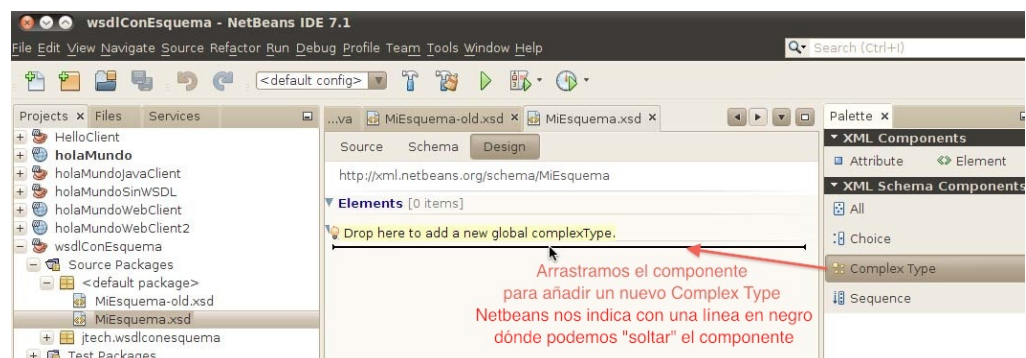 wsdlConEsquema - NetBeans IDE 7.1
File Edit View Navigate Source Refactor Run Debug Profile Team Tools Window Help
Search (Ctrl+I)
<default config>
Projects Files Services
HelloClient
holaMundo
holaMundoJavaClient
holaMundoSinWSDL
holaMundoWebClient
holaMundoWebClient2
wsdlConEsquema
Source Packages
<default package>
MiEsquema-old.xsd
MiEsquema.xsd
jtech.wsdlconesquema
Test Packages
...va MiEsquema-old.xsd MiEsquema.xsd
Source Schema Design
http://xml.netbeans.org/schema/MiEsquema
Elements [0 items]
Drop here to add a new global complexType.
Arrastramos el componente
para añadir un nuevo Complex Type
Netbeans nos indica con una línea en negro
dónde podemos "soltar" el componente
Palette
XML Components
Attribute Element
XML Schema Components
All
Choice
Complex Type
Sequence